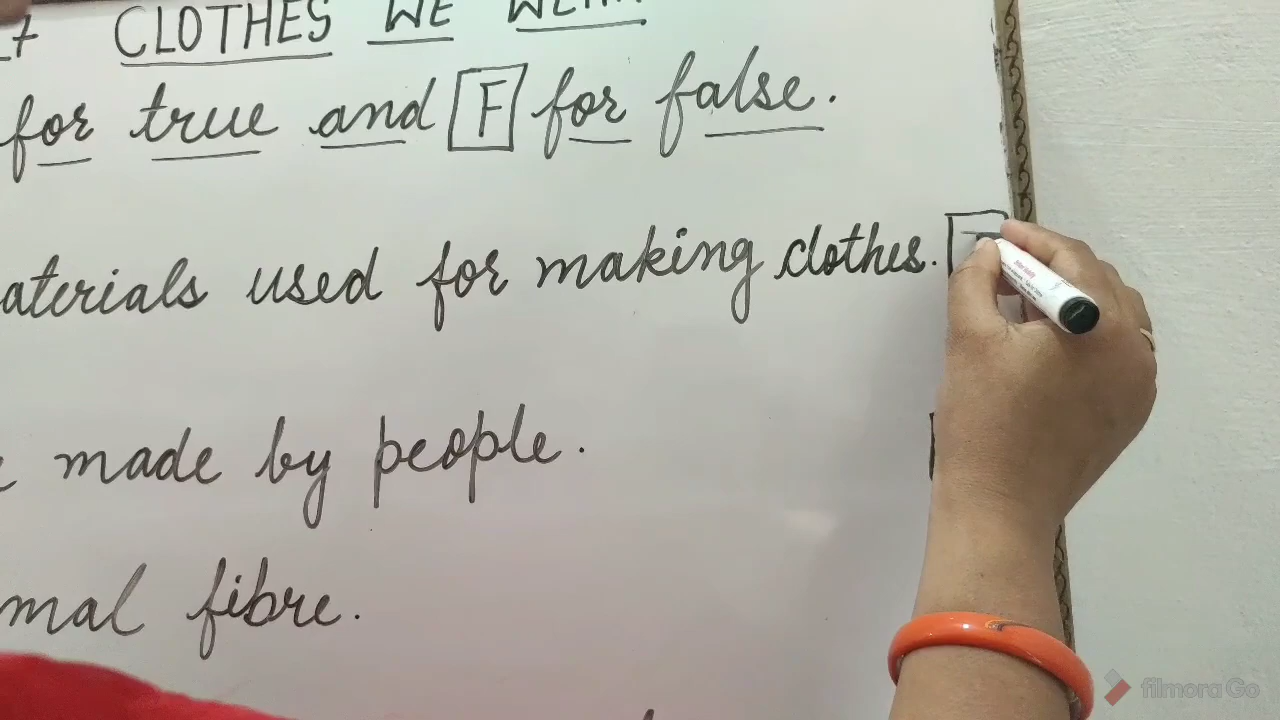 CLOTHES WE WEAR
for true and F for false.
aterials used for making clothes.
made by people.
mal fibre.
filmora Go